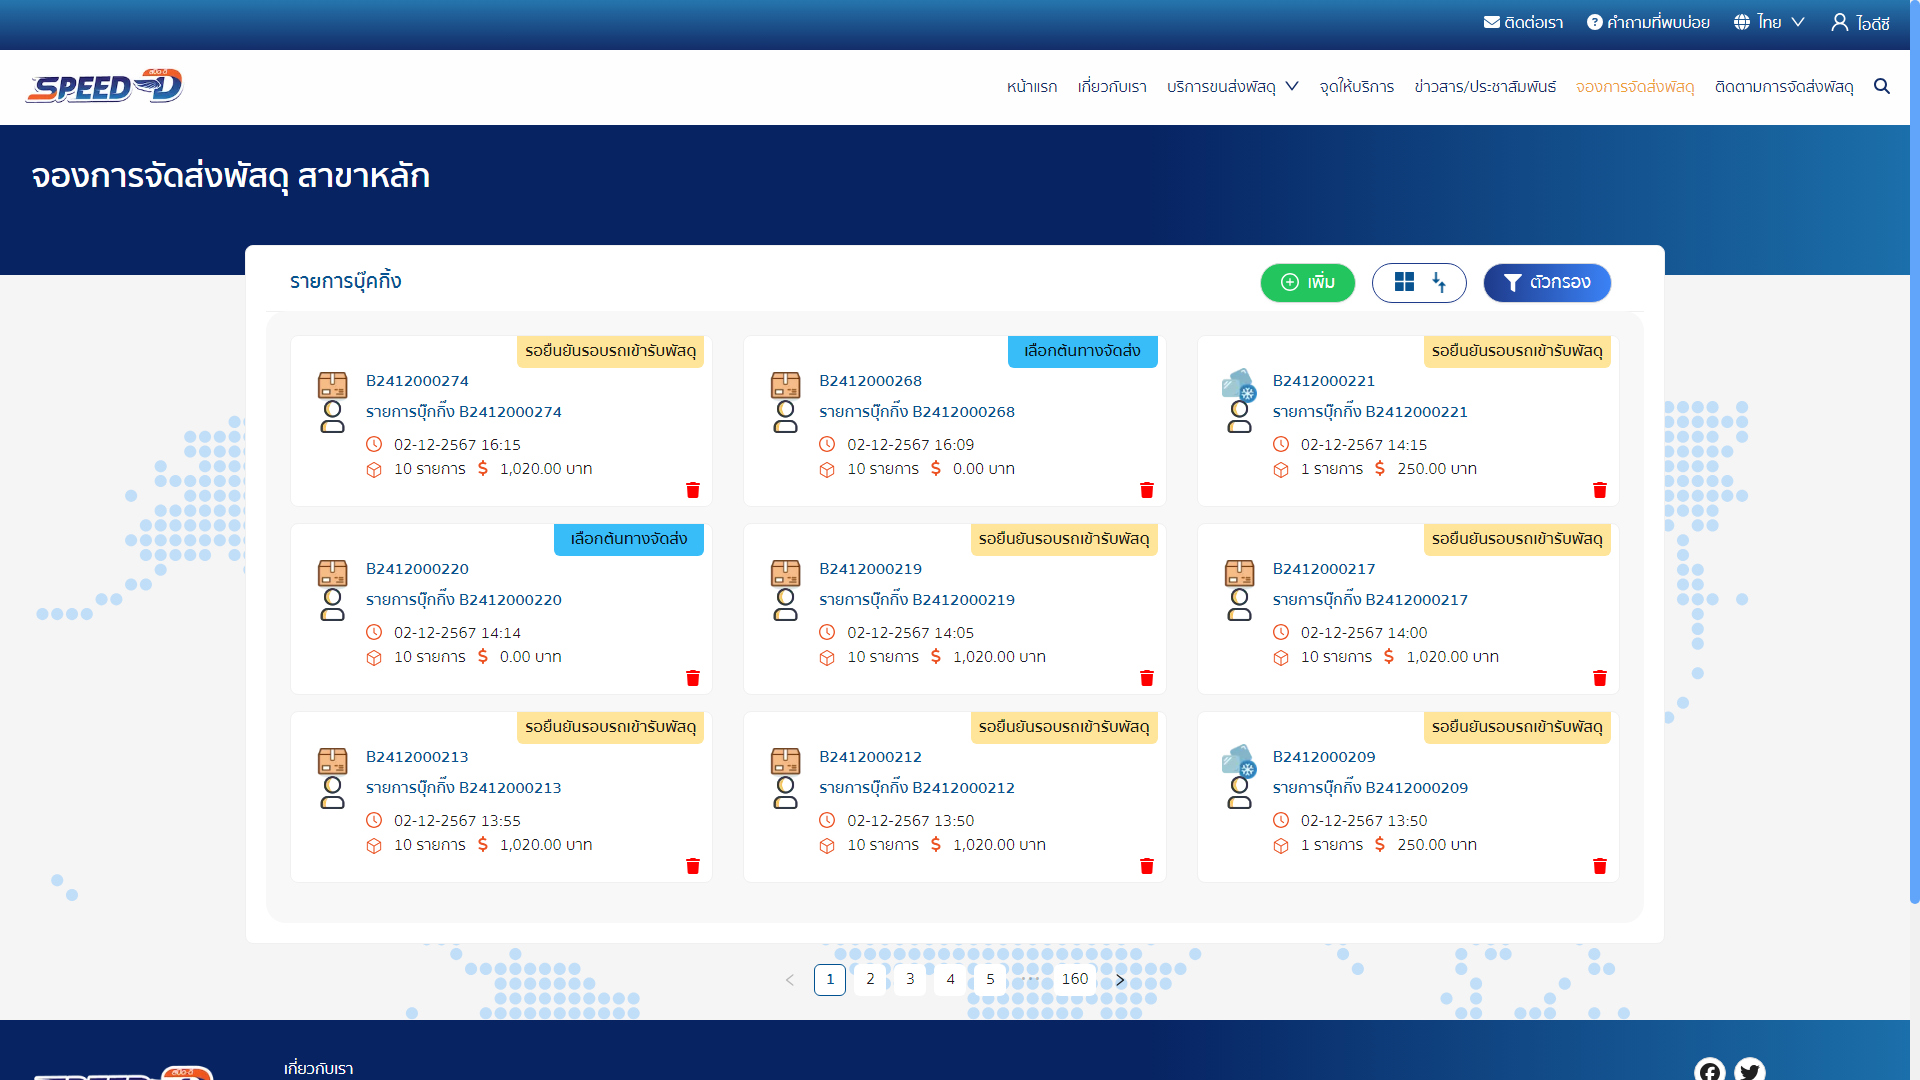 ติดต่อเรา คำถามที่พบบ่อย ไทย ไอดีซี
SPEED-D สปีด-ดี
หน้าแรก เกี่ยวกับเรา บริการขนส่งพัสดุ จุดให้บริการ ข่าวสาร/ประชาสัมพันธ์ จองการจัดส่งพัสดุ ติดตามการจัดส่งพัสดุ
จองการจัดส่งพัสดุ สาขาหลัก
รายการบุ๊คกิ้ง
เพิ่ม
ตัวกรอง
รอยืนยันรอบรถเข้ารับพัสดุ
B2412000274
รายการบุ๊กกิ้ง B2412000274
02-12-2567 16:15
10 รายการ $ 1,020.00 บาท
เลือกต้นทางจัดส่ง
B2412000268
รายการบุ๊กกิ้ง B2412000268
02-12-2567 16:09
10 รายการ $ 0.00 บาท
รอยืนยันรอบรถเข้ารับพัสดุ
B2412000221
รายการบุ๊กกิ้ง B2412000221
02-12-2567 14:15
1 รายการ $ 250.00 บาท
เลือกต้นทางจัดส่ง
B2412000220
รายการบุ๊กกิ้ง B2412000220
02-12-2567 14:14
10 รายการ $ 0.00 บาท
รอยืนยันรอบรถเข้ารับพัสดุ
B2412000219
รายการบุ๊กกิ้ง B2412000219
02-12-2567 14:05
10 รายการ $ 1,020.00 บาท
รอยืนยันรอบรถเข้ารับพัสดุ
B2412000217
รายการบุ๊กกิ้ง B2412000217
02-12-2567 14:00
10 รายการ $ 1,020.00 บาท
รอยืนยันรอบรถเข้ารับพัสดุ
B2412000213
รายการบุ๊กกิ้ง B2412000213
02-12-2567 13:55
10 รายการ $ 1,020.00 บาท
รอยืนยันรอบรถเข้ารับพัสดุ
B2412000212
รายการบุ๊กกิ้ง B2412000212
02-12-2567 13:50
10 รายการ $ 1,020.00 บาท
รอยืนยันรอบรถเข้ารับพัสดุ
B2412000209
รายการบุ๊กกิ้ง B2412000209
02-12-2567 13:50
1 รายการ $ 250.00 บาท
1 2 3 4 5 ••• 160
เกี่ยวกับเรา